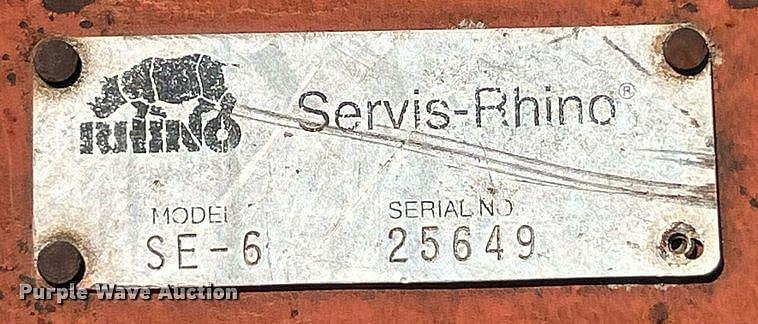 RHINO
Servis-Rhino®
MODEL SERIAL NO.
SE-6 25649
Purple Wave Auction